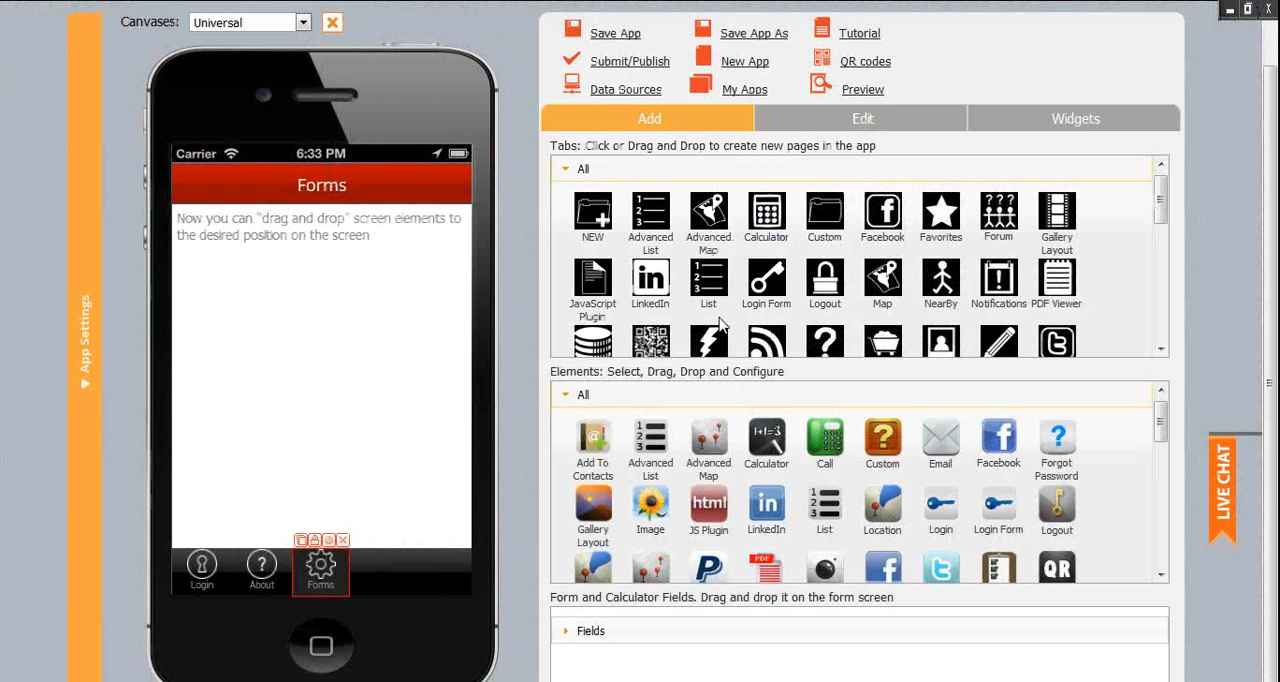 Canvases: Universal
Save App
Save App As
Tutorial
Submit/Publish
New App
QR codes
Data Sources
My Apps
Preview
Add
Edit
Widgets
Tabs: Click or Drag and Drop to create new pages in the app
All
NEW
Advanced List
Advanced Map
Calculator
Custom
Facebook
Favorites
Forum
Gallery Layout
JavaScript Plugin
LinkedIn
List
Login Form
Logout
Map
NearBy
Notifications
PDF Viewer
Elements: Select, Drag, Drop and Configure
All
Add To Contacts
Advanced List
Advanced Map
1+1=3
Calculator
Call
Custom
Email
Facebook
Forgot Password
Gallery Layout
Image
html
JS Plugin
in
LinkedIn
List
Location
Login
Login Form
Logout
PDF
QR
Form and Calculator Fields. Drag and drop it on the form screen
Fields
Carrier
6:33 PM
Forms
Now you can "drag and drop" screen elements to
the desired position on the screen
Login
About
Forms
App Settings
LIVE CHAT